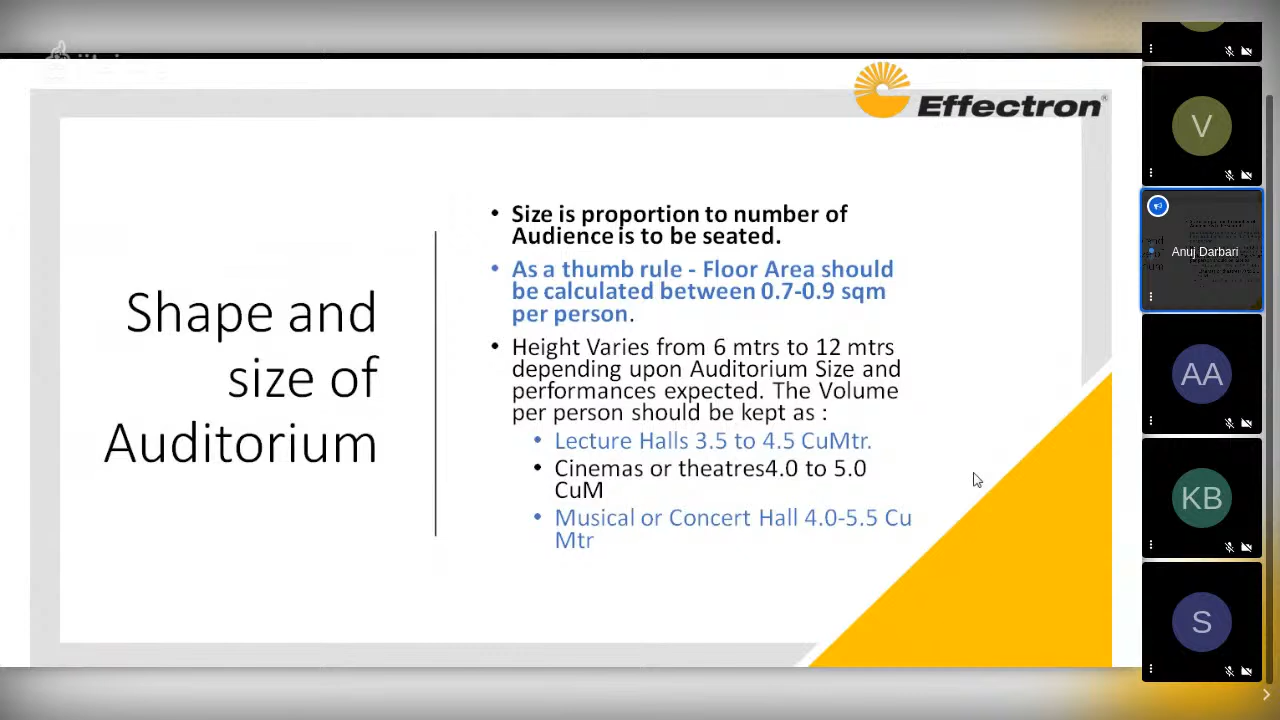 Effectron
Shape and
size of
Auditorium
• Size is proportion to number of
Audience is to be seated.
• As a thumb rule - Floor Area should
be calculated between 0.7-0.9 sqm
per person.
• Height Varies from 6 mtrs to 12 mtrs
depending upon Auditorium Size and
performances expected. The Volume
per person should be kept as :
• Lecture Halls 3.5 to 4.5 CuMtr.
• Cinemas or theatres4.0 to 5.0
CuM
• Musical or Concert Hall 4.0-5.5 Cu
Mtr
V
Anuj Darbari
AA
KB
S